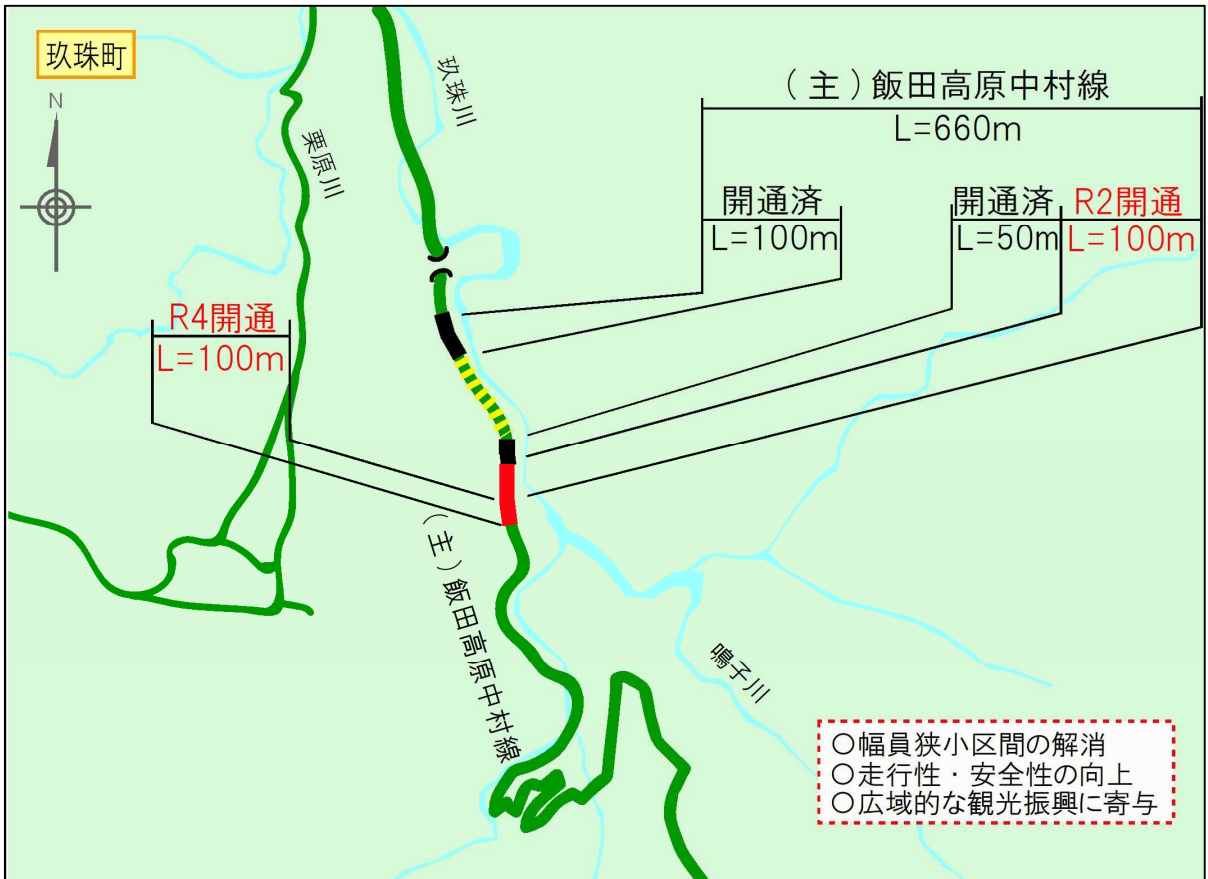 玖珠町
N
玖珠川
栗原川
(主)飯田高原中村線
L=660m
開通済
L=100m
開通済
L=50m
R2開通
L=100m
R4開通
L=100m
(主)飯田高原中村線
鳴子川
○幅員狭小区間の解消
○走行性・安全性の向上
○広域的な観光振興に寄与